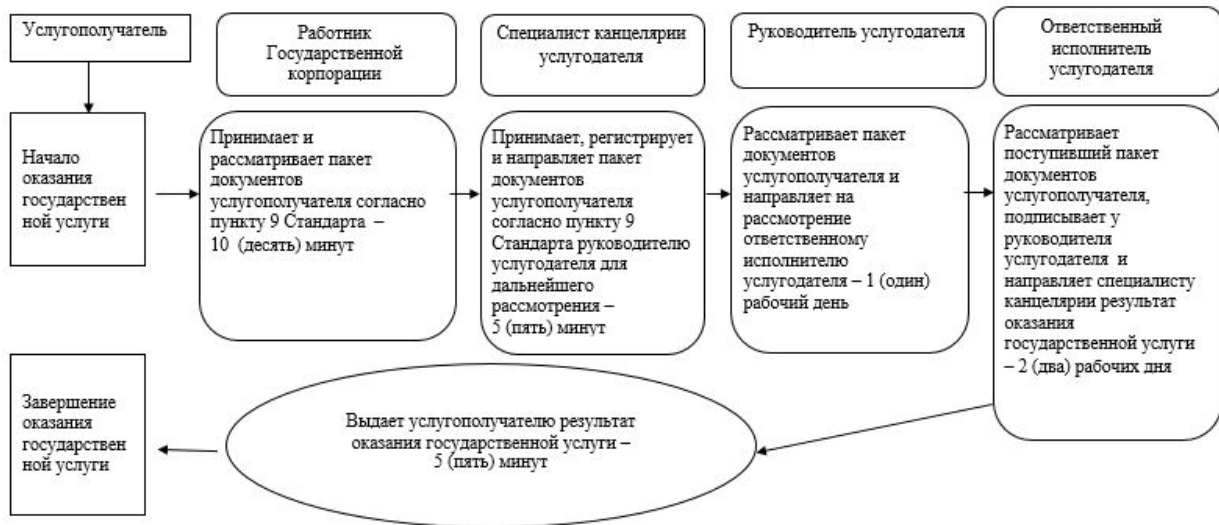 Услугополучатель
Работник
Государственной
корпорации
Специалист канцелярии
услугодателя
Руководитель услугодателя
Ответственный
исполнитель
услугодателя
Начало
оказания
государствен
ной услуги
Принимает и
рассматривает пакет
документов
услугополучателя согласно
пункту 9 Стандарта –
10 (десять) минут
Принимает, регистрирует
и направляет пакет
документов
услугополучателя
согласно пункту 9
Стандарта руководителю
услугодателя для
дальнейшего
рассмотрения –
5 (пять) минут
Рассматривает пакет
документов
услугополучателя и
направляет на
рассмотрение
ответственному
исполнителю
услугодателя – 1 (один)
рабочий день
Рассматривает
поступивший пакет
документов
услугополучателя,
подписывает у
руководителя
услугодателя и
направляет специалисту
канцелярии результат
оказания
государственной услуги
– 2 (два) рабочих дня
Завершение
оказания
государствен
ной услуги
Выдает услугополучателю результат
оказания государственной услуги –
5 (пять) минут